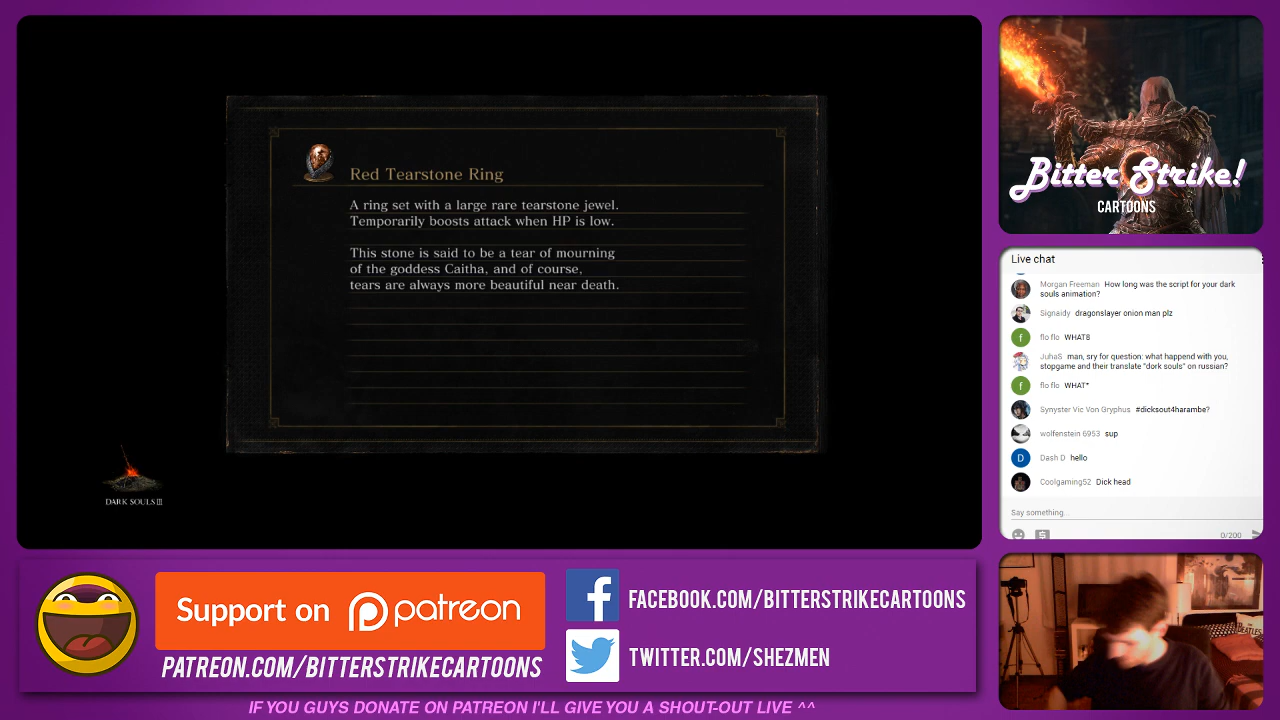 Red Tearstone Ring
A ring set with a large rare tearstone jewel.
Temporarily boosts attack when HP is low.
This stone is said to be a tear of mourning
of the goddess Caitha, and of course,
tears are always more beautiful near death.
DARK SOULS III
Bitter Strike!
CARTOONS
Live chat
Morgan Freeman How long was the script for your dark
souls animation?
Signaidy dragonslayer onion man plz
f flo flo WHAT8
JuhaS man, sry for question: what happend with you,
stopgame and their translate "dork souls" on russian?
f flo flo WHAT*
Synyster Vic Von Gryphus #dicksout4harambe?
wolfenstein 6953 sup
D Dash D hello
Coolgaming52 Dick head
Say something...
0/200
Support on patreon
PATREON.COM/BITTERSTRIKECARTOONS
FACEBOOK.COM/BITTERSTRIKECARTOONS
TWITTER.COM/SHEZMEN
IF YOU GUYS DONATE ON PATREON I'LL GIVE YOU A SHOUT-OUT LIVE ^^